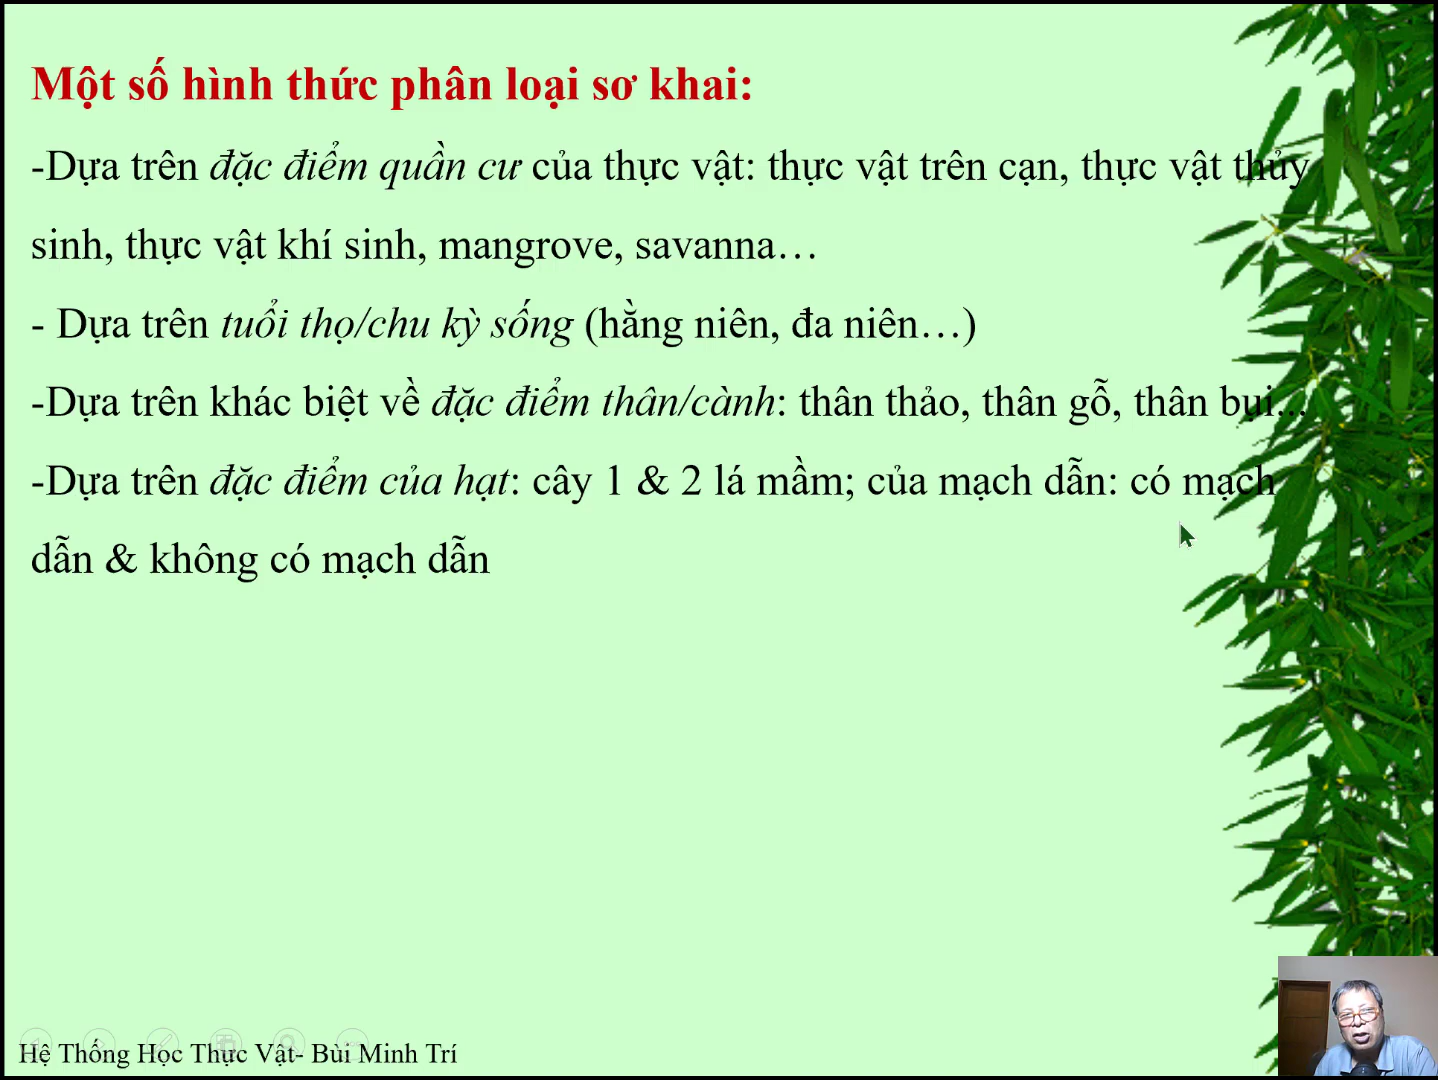 Một số hình thức phân loại sơ khai:
-Dựa trên đặc điểm quần cư của thực vật: thực vật trên cạn, thực vật thủy
sinh, thực vật khí sinh, mangrove, savanna…
- Dựa trên tuổi thọ/chu kỳ sống (hằng niên, đa niên…)
-Dựa trên khác biệt về đặc điểm thân/cành: thân thảo, thân gỗ, thân bụi...
-Dựa trên đặc điểm của hạt: cây 1 & 2 lá mầm; của mạch dẫn: có mạch
dẫn & không có mạch dẫn
Hệ Thống Học Thực Vật- Bùi Minh Trí